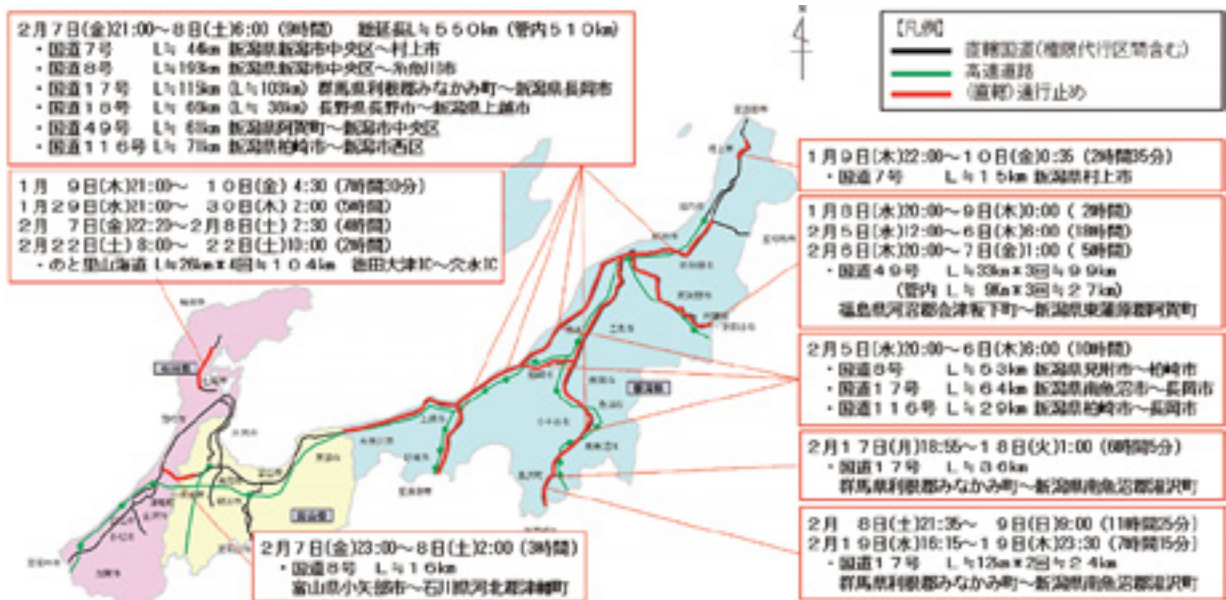 2月7日(金)21:00～8日(土)6:00 (9時間) 総延長L≒550km (管内510km)
・国道7号 L≒ 44km 新潟県新潟市中央区～村上市
・国道8号 L≒193km新潟県新潟市中央区～糸魚川市
・国道17号 L≒115km (L≒103km) 群馬県利根郡みなかみ町～新潟県長岡市
・国道18号 L≒ 66km (L≒ 36km) 長野県長野市～新潟県上越市
・国道49号 L≒ 61km 新潟県阿賀町～新潟市中央区
・国道116号 L≒ 71km 新潟県柏崎市～新潟市西区
1月 9日(木)21:00～ 10日(金) 4:30 (7時間30分)
1月29日(水)21:00～ 30日(木) 2:00 (5時間)
2月 7日(金)22:29～2月8日(土) 2:30 (4時間)
2月22日(土) 8:00～ 22日(土)10:00 (2時間)
・のと里山海道 L≒26km*4回≒104km 徳田大津IC～穴水IC
【凡例】
直轄国道(権限代行区間含む)
高速道路
(直轄)通行止め
1月9日(木)22:00～10日(金)0:35 (2時間35分)
・国道7号 L≒15km 新潟県村上市
1月8日(水)20:00～9日(木)0:00 ( 2時間)
2月5日(水)12:00～6日(木)6:00 (18時間)
2月6日(木)20:00～7日(金)1:00 ( 5時間)
・国道49号 L≒33km*3回≒99km
(管内 L≒ 9Km*3回≒27km)
福島県河沼郡会津坂下町～新潟県東蒲原郡阿賀町
2月5日(水)20:00～6日(木)6:00 (10時間)
・国道8号 L≒53km 新潟県見附市～柏崎市
・国道17号 L≒64km 新潟県南魚沼市～長岡市
・国道116号 L≒29km 新潟県柏崎市～長岡市
2月17日(月)18:55～18日(火)1:00 (6時間5分)
・国道17号 L≒36km
群馬県利根郡みなかみ町～新潟県南魚沼郡湯沢町
2月 8日(土)21:35～ 9日(日)9:00 (11時間25分)
2月19日(水)16:15～19日(木)23:30 (7時間15分)
・国道17号 L≒12km*2回≒24km
群馬県利根郡みなかみ町～新潟県南魚沼郡湯沢町
新潟県
石川県
富山県
2月7日(金)23:00～8日(土)2:00 (3時間)
・国道8号 L≒16km
富山県小矢部市～石川県河北郡津幡町